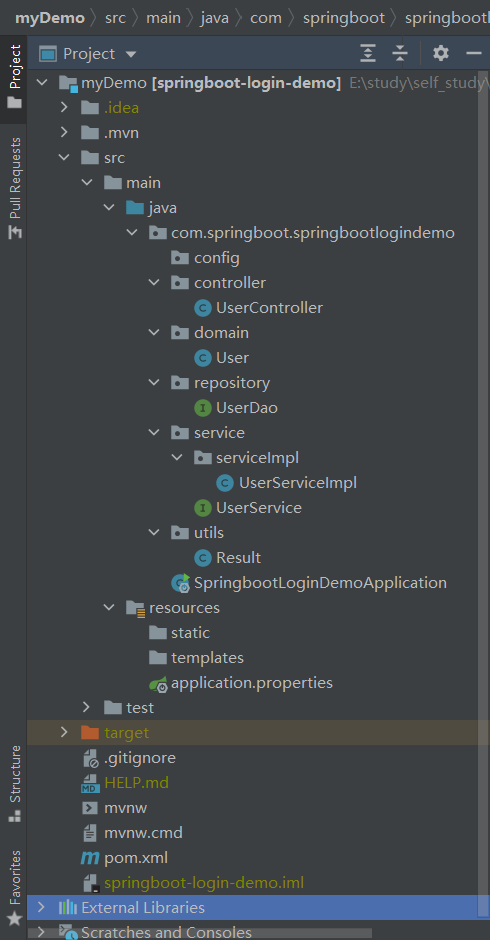 myDemo src main java com springboot springbootl
Project
Project
Pull Requests
myDemo [springboot-login-demo] E:\study\self_study\
.idea
.mvn
src
main
java
com.springboot.springbootlogindemo
config
controller
C UserController
domain
C User
repository
I UserDao
service
serviceImpl
C UserServiceImpl
I UserService
utils
C Result
SpringbootLoginDemoApplication
resources
static
templates
application.properties
test
target
.gitignore
MD HELP.md
mvnw
mvnw.cmd
m pom.xml
springboot-login-demo.iml
External Libraries
Scratches and Consoles
Structure
Favorites